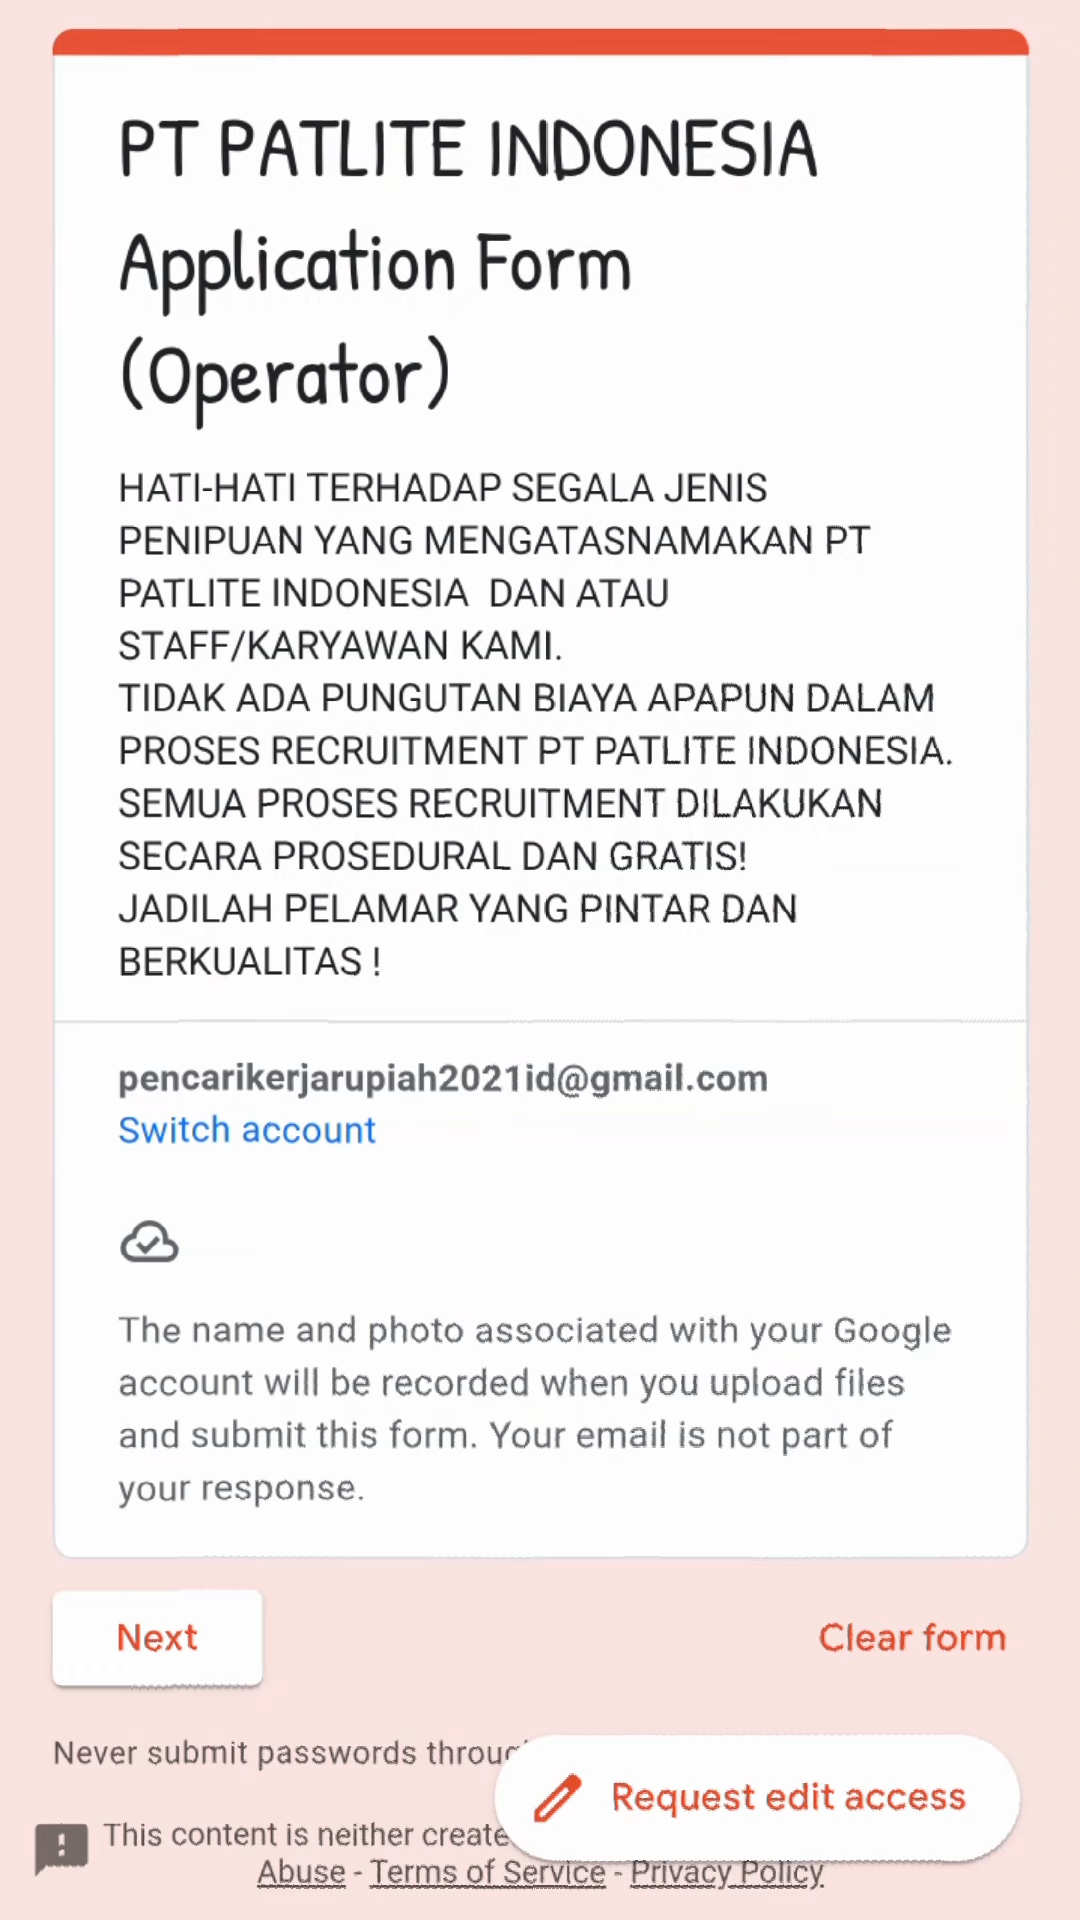 PT PATLITE INDONESIA
Application Form
(Operator)
HATI-HATI TERHADAP SEGALA JENIS
PENIPUAN YANG MENGATASNAMAKAN PT
PATLITE INDONESIA  DAN ATAU
STAFF/KARYAWAN KAMI.
TIDAK ADA PUNGUTAN BIAYA APAPUN DALAM
PROSES RECRUITMENT PT PATLITE INDONESIA.
SEMUA PROSES RECRUITMENT DILAKUKAN
SECARA PROSEDURAL DAN GRATIS!
JADILAH PELAMAR YANG PINTAR DAN
BERKUALITAS !
pencarikerjarupiah2021id@gmail.com
Switch account
The name and photo associated with your Google
account will be recorded when you upload files
and submit this form. Your email is not part of
your response.
Next
Clear form
Never submit passwords
Request edit access
This content is neither
Abuse - Terms of Service - Privacy Policy